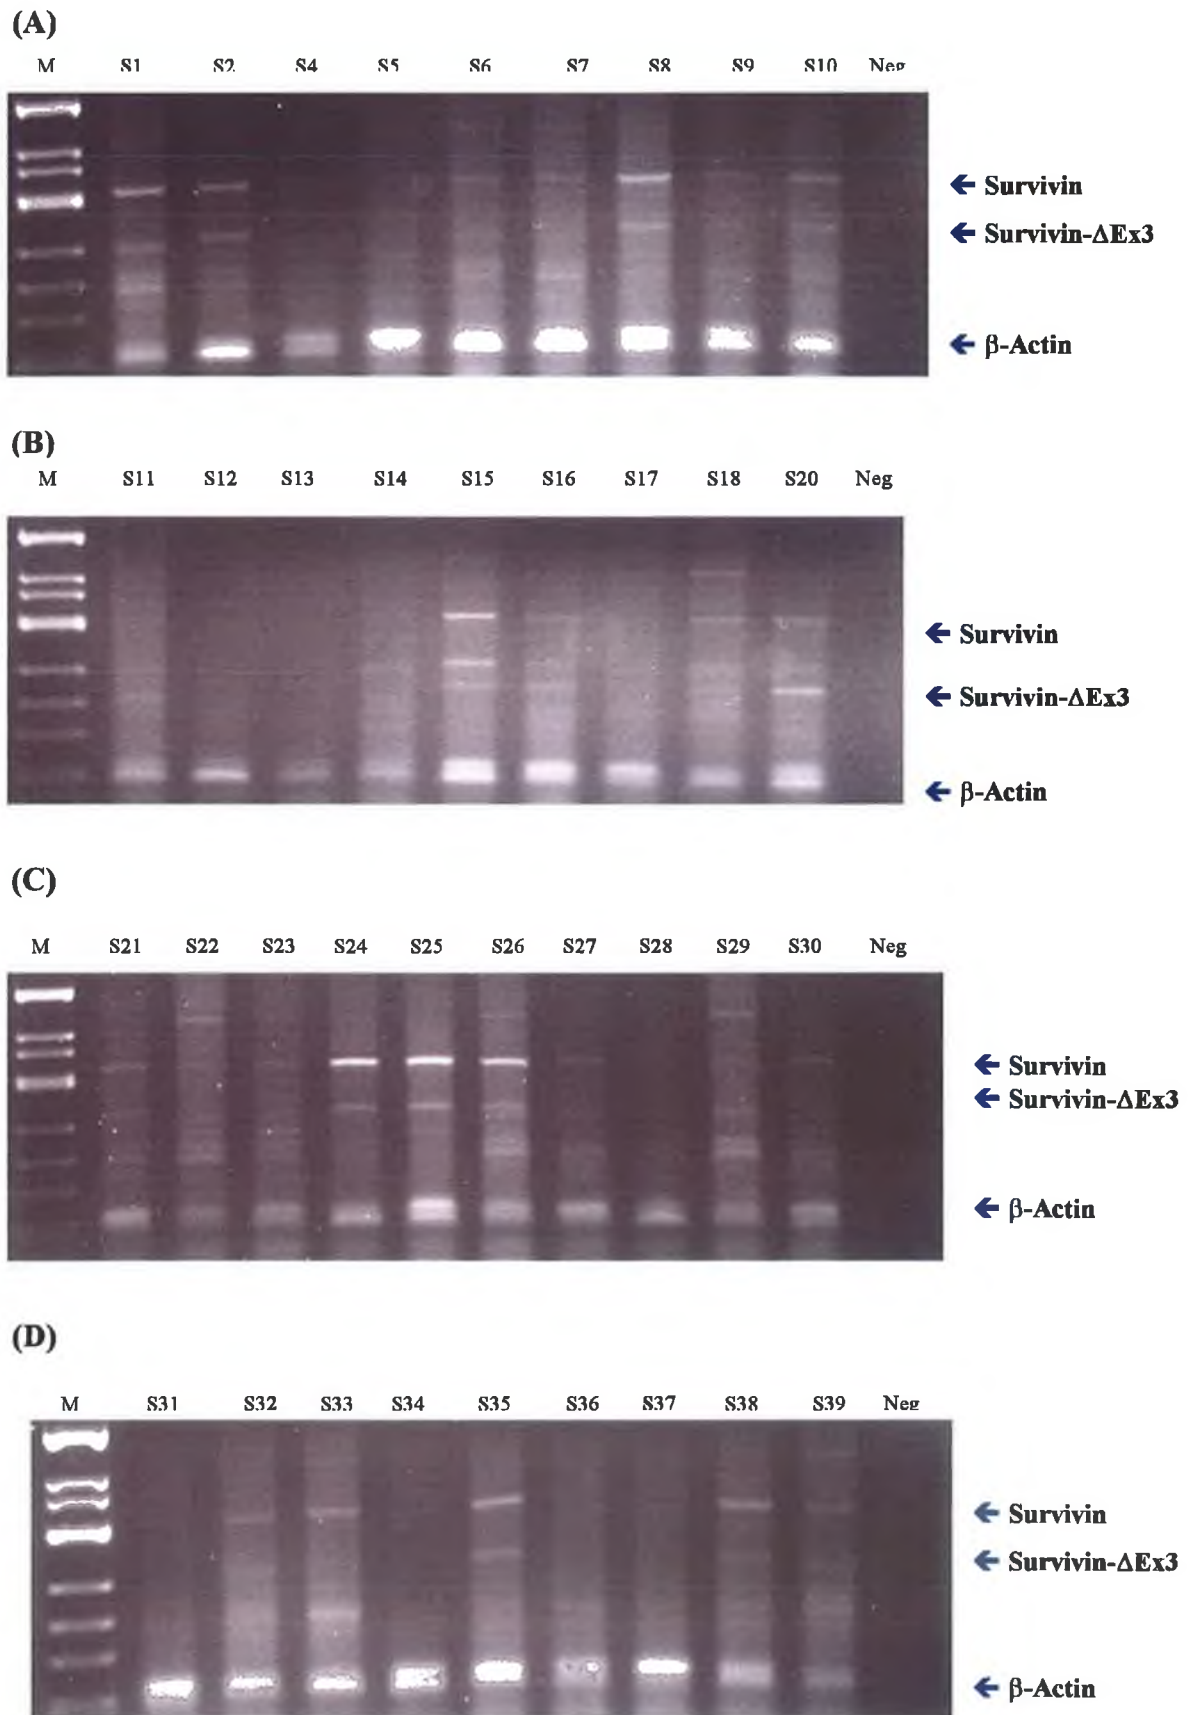 (A)
M S1 S2 S4 S5 S6 S7 S8 S9 S10 Neg
← Survivin
← Survivin-ΔEx3
← β-Actin
(B)
M S11 S12 S13 S14 S15 S16 S17 S18 S20 Neg
← Survivin
← Survivin-ΔEx3
← β-Actin
(C)
M S21 S22 S23 S24 S25 S26 S27 S28 S29 S30 Neg
← Survivin
← Survivin-ΔEx3
← β-Actin
(D)
M S31 S32 S33 S34 S35 S36 S37 S38 S39 Neg
← Survivin
← Survivin-ΔEx3
← β-Actin